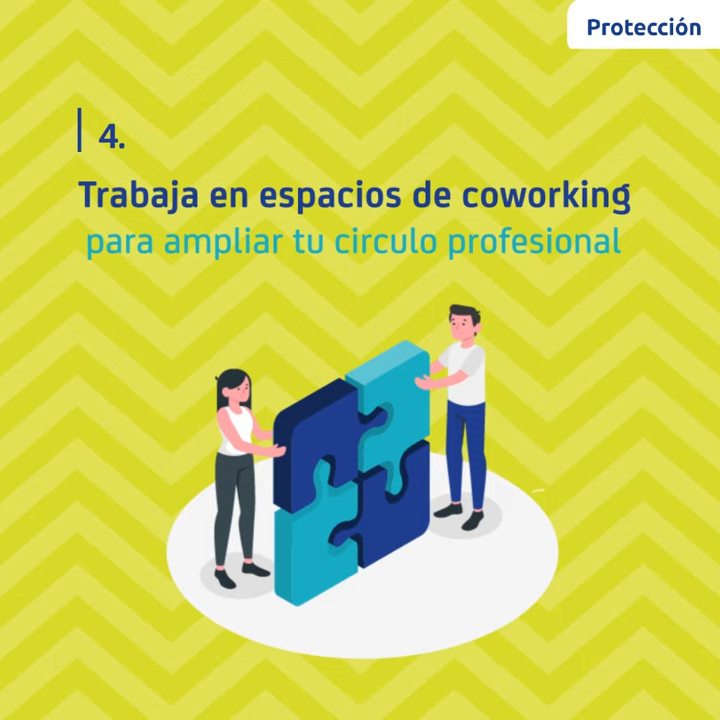 Protección
4.
Trabaja en espacios de coworking
para ampliar tu circulo profesional